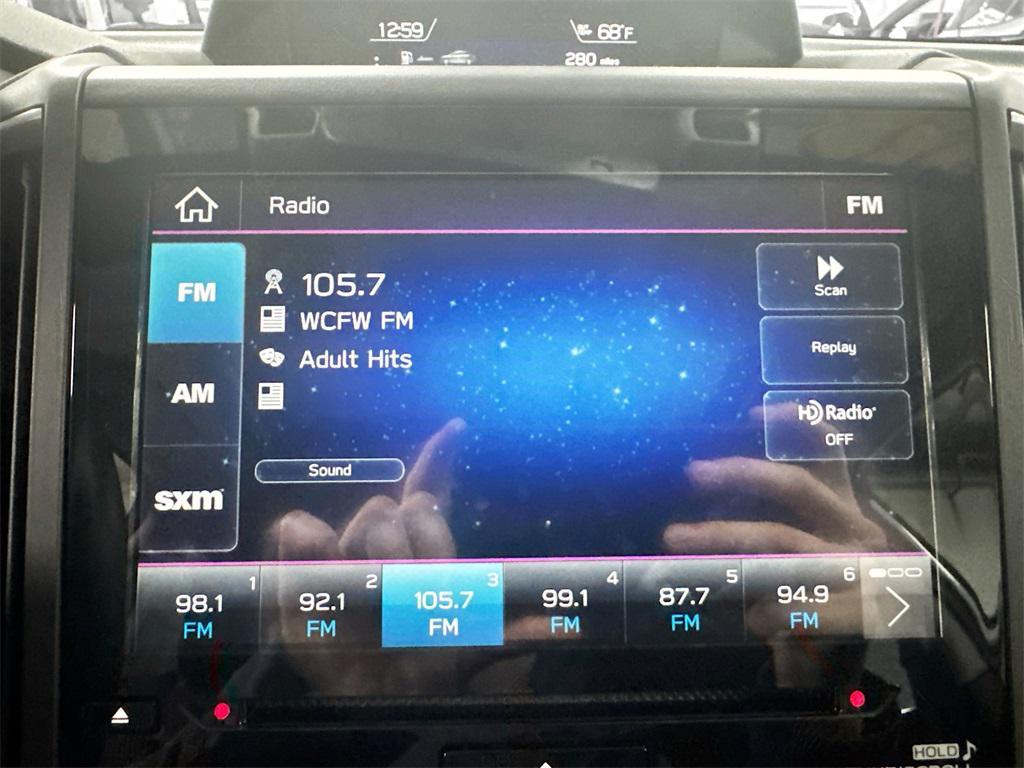 12:59
OUT TEMP 68°F
280 miles
Radio
FM
FM
AM
sxm
105.7
WCFW FM
Adult Hits
Sound
Scan
Replay
HD Radio
OFF
1
98.1
FM
2
92.1
FM
3
105.7
FM
4
99.1
FM
5
87.7
FM
6
94.9
FM
HOLD